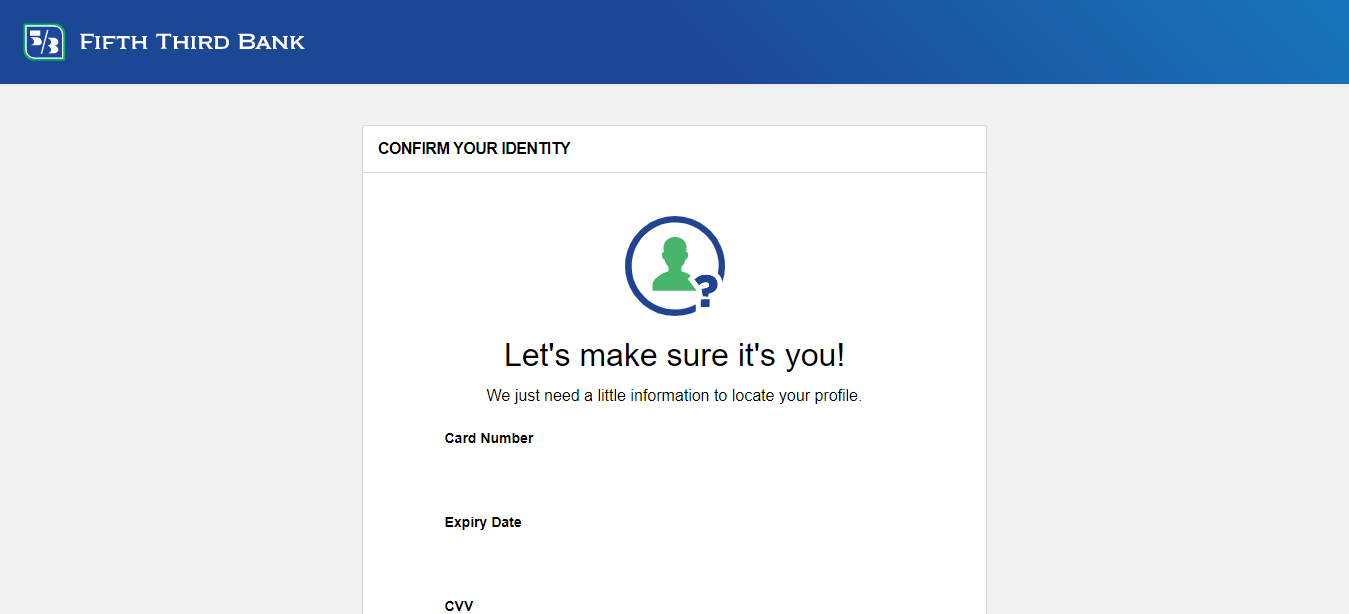 5/3 FIFTH THIRD BANK
CONFIRM YOUR IDENTITY
?
Let's make sure it's you!
We just need a little information to locate your profile.
Card Number
Expiry Date
CVV